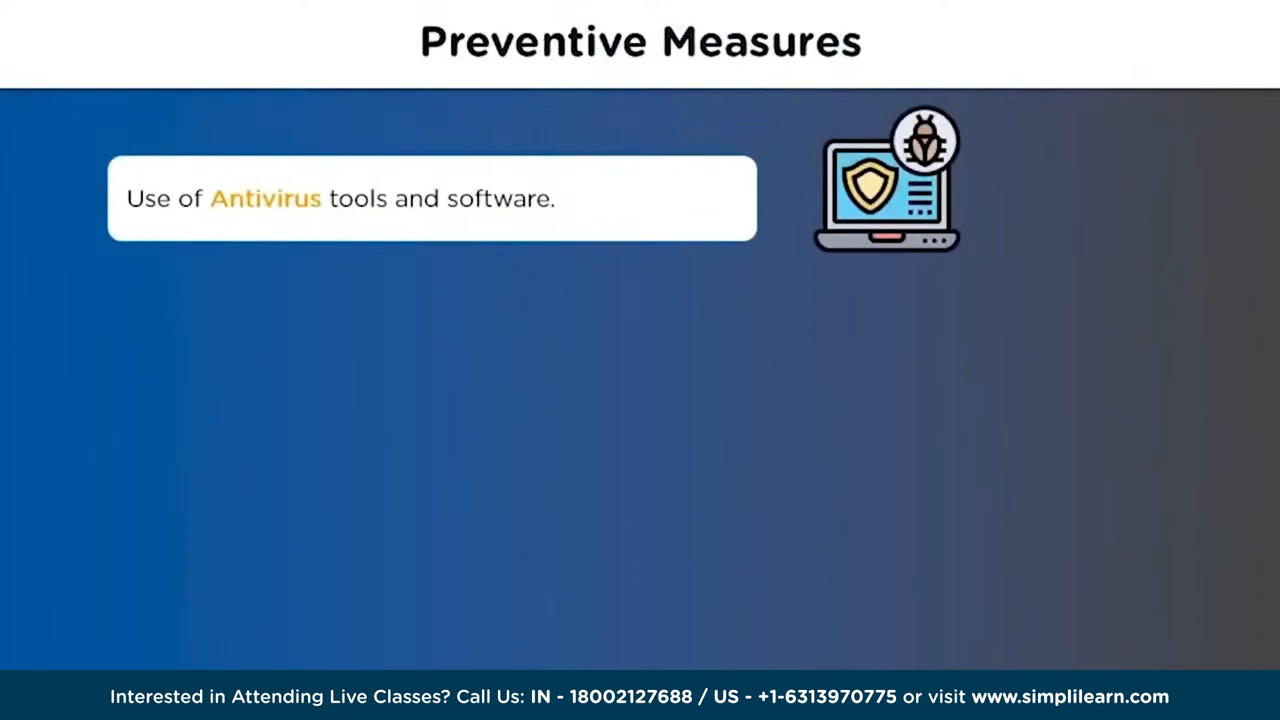 Preventive Measures
Use of Antivirus tools and software.
Interested in Attending Live Classes? Call Us: IN - 18002127688 / US - +1-6313970775 or visit www.simplilearn.com